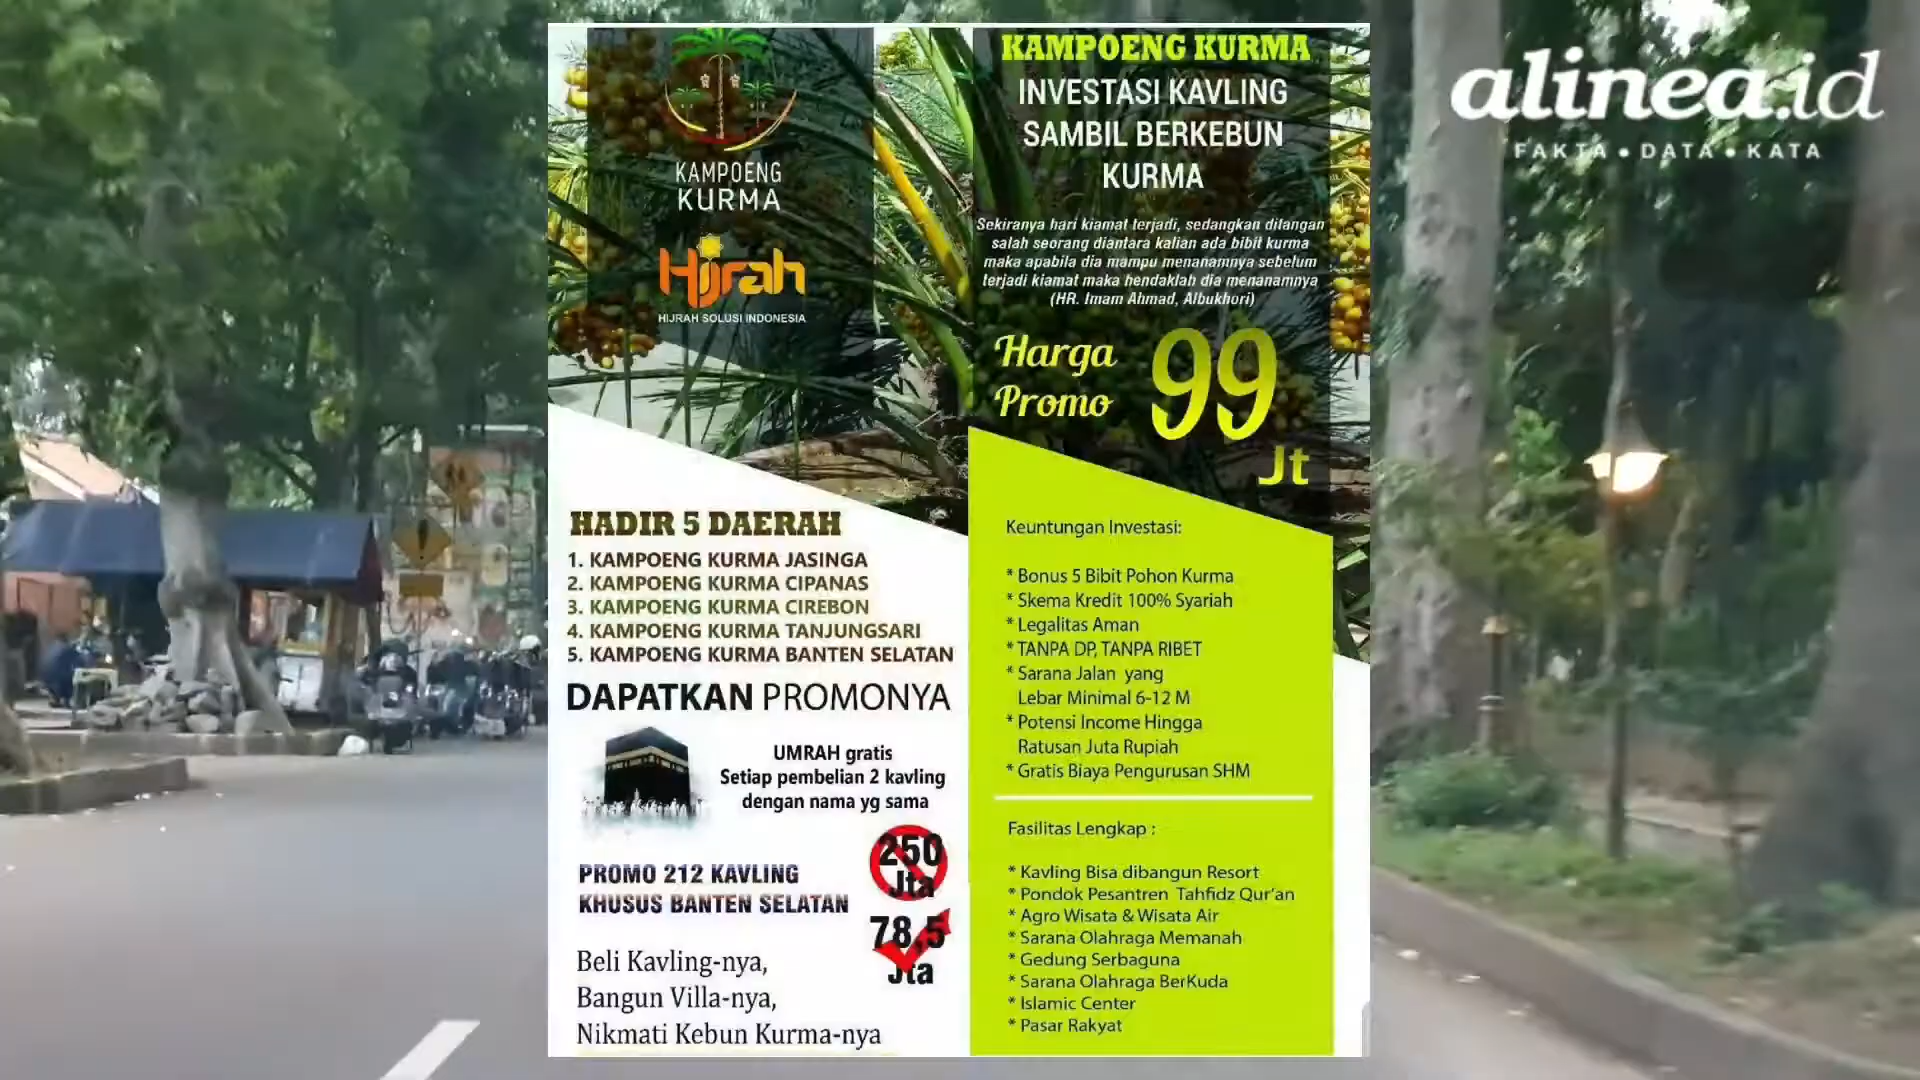 KAMPOENG
KURMA
Hijrah
HIJRAH SOLUSI INDONESIA
HADIR 5 DAERAH
1. KAMPOENG KURMA JASINGA
2. KAMPOENG KURMA CIPANAS
3. KAMPOENG KURMA CIREBON
4. KAMPOENG KURMA TANJUNGSARI
5. KAMPOENG KURMA BANTEN SELATAN
DAPATKAN PROMONYA
UMRAH gratis
Setiap pembelian 2 kavling
dengan nama yg sama
PROMO 212 KAVLING
KHUSUS BANTEN SELATAN
250
Jta
78,5
Jta
Beli Kavling-nya,
Bangun Villa-nya,
Nikmati Kebun Kurma-nya
KAMPOENG KURMA
INVESTASI KAVLING
SAMBIL BERKEBUN
KURMA
Sekiranya hari kiamat terjadi, sedangkan ditangan
salah seorang diantara kalian ada bibit kurma
maka apabila dia mampu menanamnya sebelum
terjadi kiamat maka hendaklah dia menanamnya
(HR. Imam Ahmad, Albukhori)
Harga
Promo
99
Jt
Keuntungan Investasi:
* Bonus 5 Bibit Pohon Kurma
* Skema Kredit 100% Syariah
* Legalitas Aman
* TANPA DP, TANPA RIBET
* Sarana Jalan yang
Lebar Minimal 6-12 M
* Potensi Income Hingga
Ratusan Juta Rupiah
* Gratis Biaya Pengurusan SHM
Fasilitas Lengkap :
* Kavling Bisa dibangun Resort
* Pondok Pesantren Tahfidz Qur'an
* Agro Wisata & Wisata Air
* Sarana Olahraga Memanah
* Gedung Serbaguna
* Sarana Olahraga BerKuda
* Islamic Center
* Pasar Rakyat
alinea.id
FAKTA • DATA • KATA